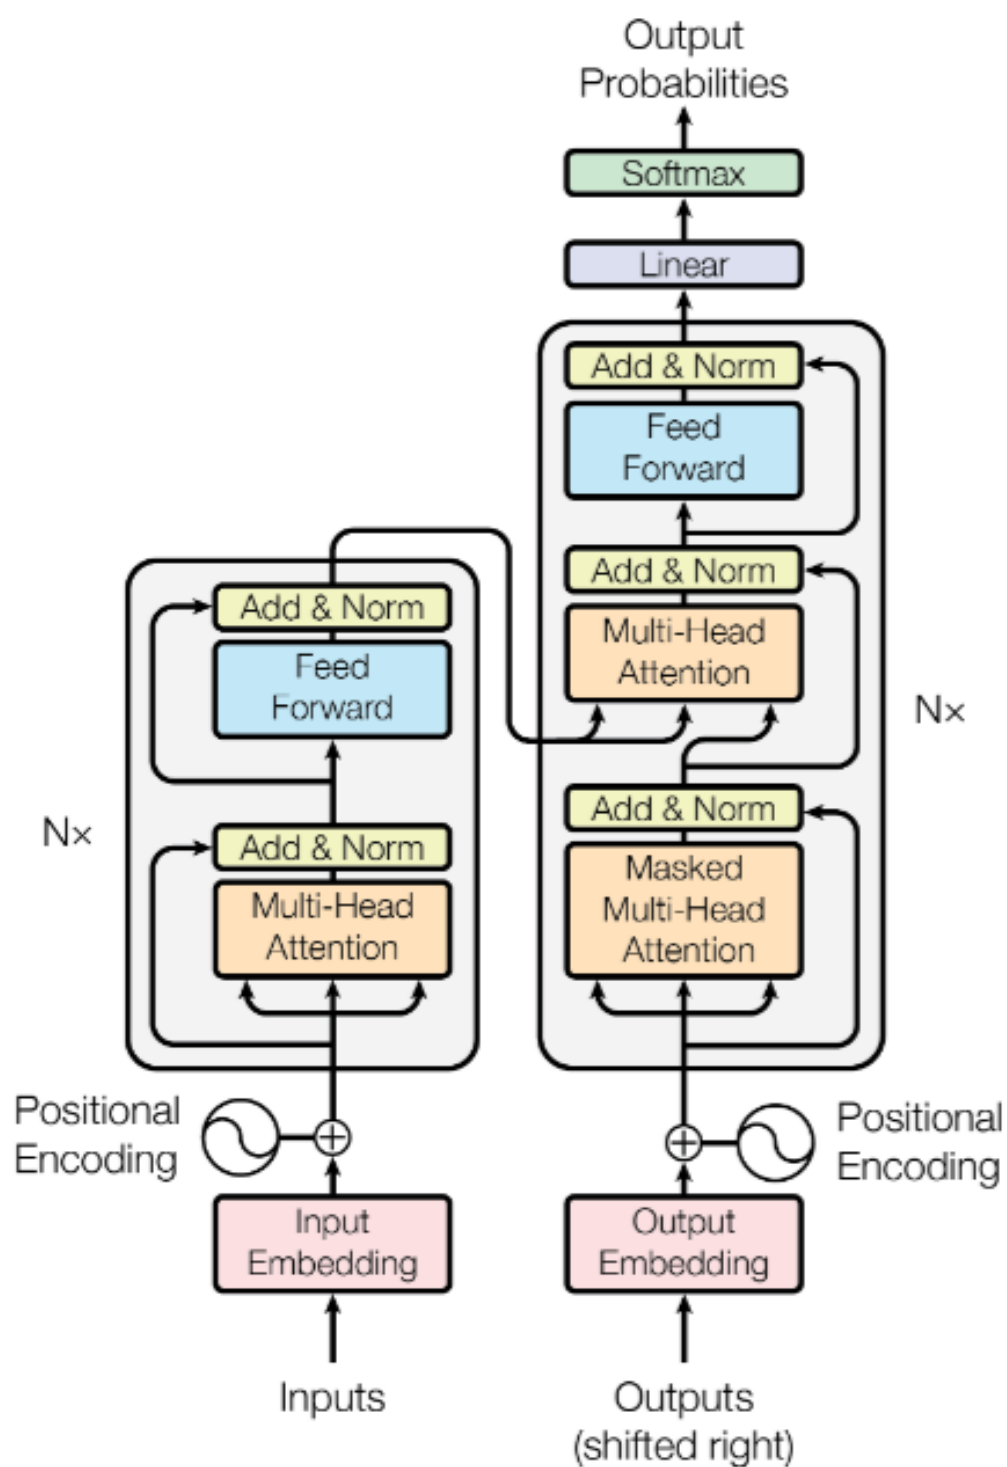 Output
Probabilities
Softmax
Linear
Add & Norm
Feed
Forward
Add & Norm
Multi-Head
Attention
Nx
Add & Norm
Masked
Multi-Head
Attention
Add & Norm
Feed
Forward
Nx
Add & Norm
Multi-Head
Attention
Positional
Encoding
Positional
Encoding
Input
Embedding
Output
Embedding
Inputs
Outputs
(shifted right)